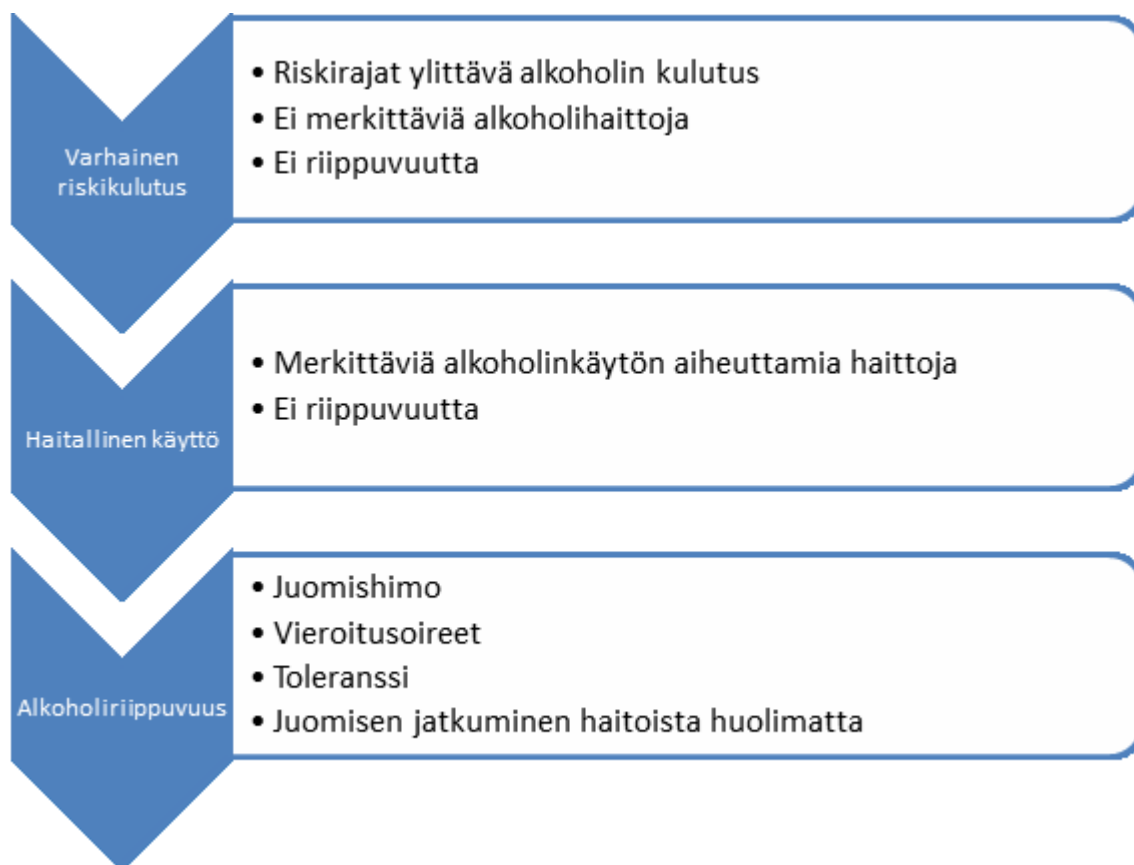 Varhainen
riskikulutus
• Riskirajat ylittävä alkoholin kulutus
• Ei merkittäviä alkoholihaittoja
• Ei riippuvuutta
Haitallinen käyttö
• Merkittäviä alkoholinkäytön aiheuttamia haittoja
• Ei riippuvuutta
Alkoholiriippuvuus
• Juomishimo
• Vieroitusoireet
• Toleranssi
• Juomisen jatkuminen haitoista huolimatta